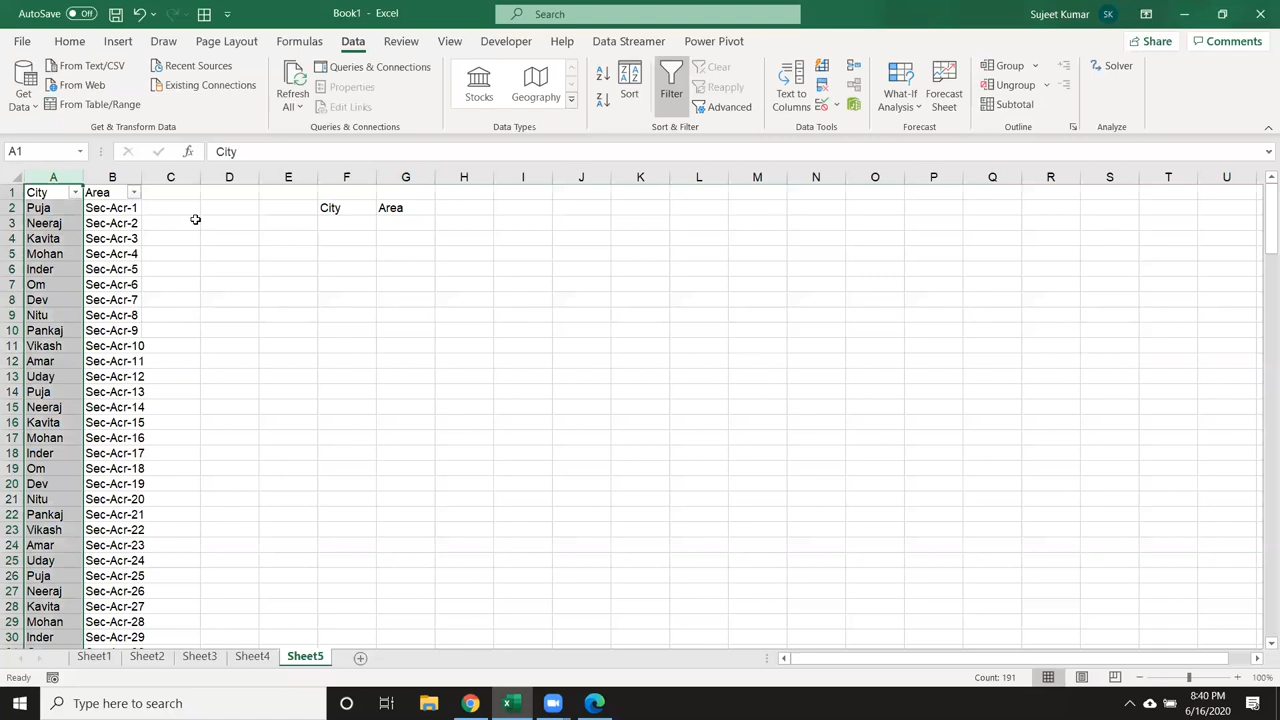 AutoSave Off Book1 - Excel Search Sujeet Kumar SK
File Home Insert Draw Page Layout Formulas Data Review View Developer Help Data Streamer Power Pivot Share Comments
Get Data From Text/CSV From Web From Table/Range Recent Sources Existing Connections
Refresh All Queries & Connections Properties Edit Links
Stocks Geography
Sort Filter Clear Reapply Advanced
Text to Columns
What-If Analysis Forecast Sheet
Group Ungroup Subtotal
Solver
Get & Transform Data Queries & Connections Data Types Sort & Filter Data Tools Forecast Outline Analyze
A1 fx City
A B C D E F G H I J K L M N O P Q R S T U
1 City Area
2 Puja Sec-Acr-1 City Area
3 Neeraj Sec-Acr-2
4 Kavita Sec-Acr-3
5 Mohan Sec-Acr-4
6 Inder Sec-Acr-5
7 Om Sec-Acr-6
8 Dev Sec-Acr-7
9 Nitu Sec-Acr-8
10 Pankaj Sec-Acr-9
11 Vikash Sec-Acr-10
12 Amar Sec-Acr-11
13 Uday Sec-Acr-12
14 Puja Sec-Acr-13
15 Neeraj Sec-Acr-14
16 Kavita Sec-Acr-15
17 Mohan Sec-Acr-16
18 Inder Sec-Acr-17
19 Om Sec-Acr-18
20 Dev Sec-Acr-19
21 Nitu Sec-Acr-20
22 Pankaj Sec-Acr-21
23 Vikash Sec-Acr-22
24 Amar Sec-Acr-23
25 Uday Sec-Acr-24
26 Puja Sec-Acr-25
27 Neeraj Sec-Acr-26
28 Kavita Sec-Acr-27
29 Mohan Sec-Acr-28
30 Inder Sec-Acr-29
Sheet1 Sheet2 Sheet3 Sheet4 Sheet5
Ready Count: 191 100%
Type here to search 8:40 PM
6/16/2020